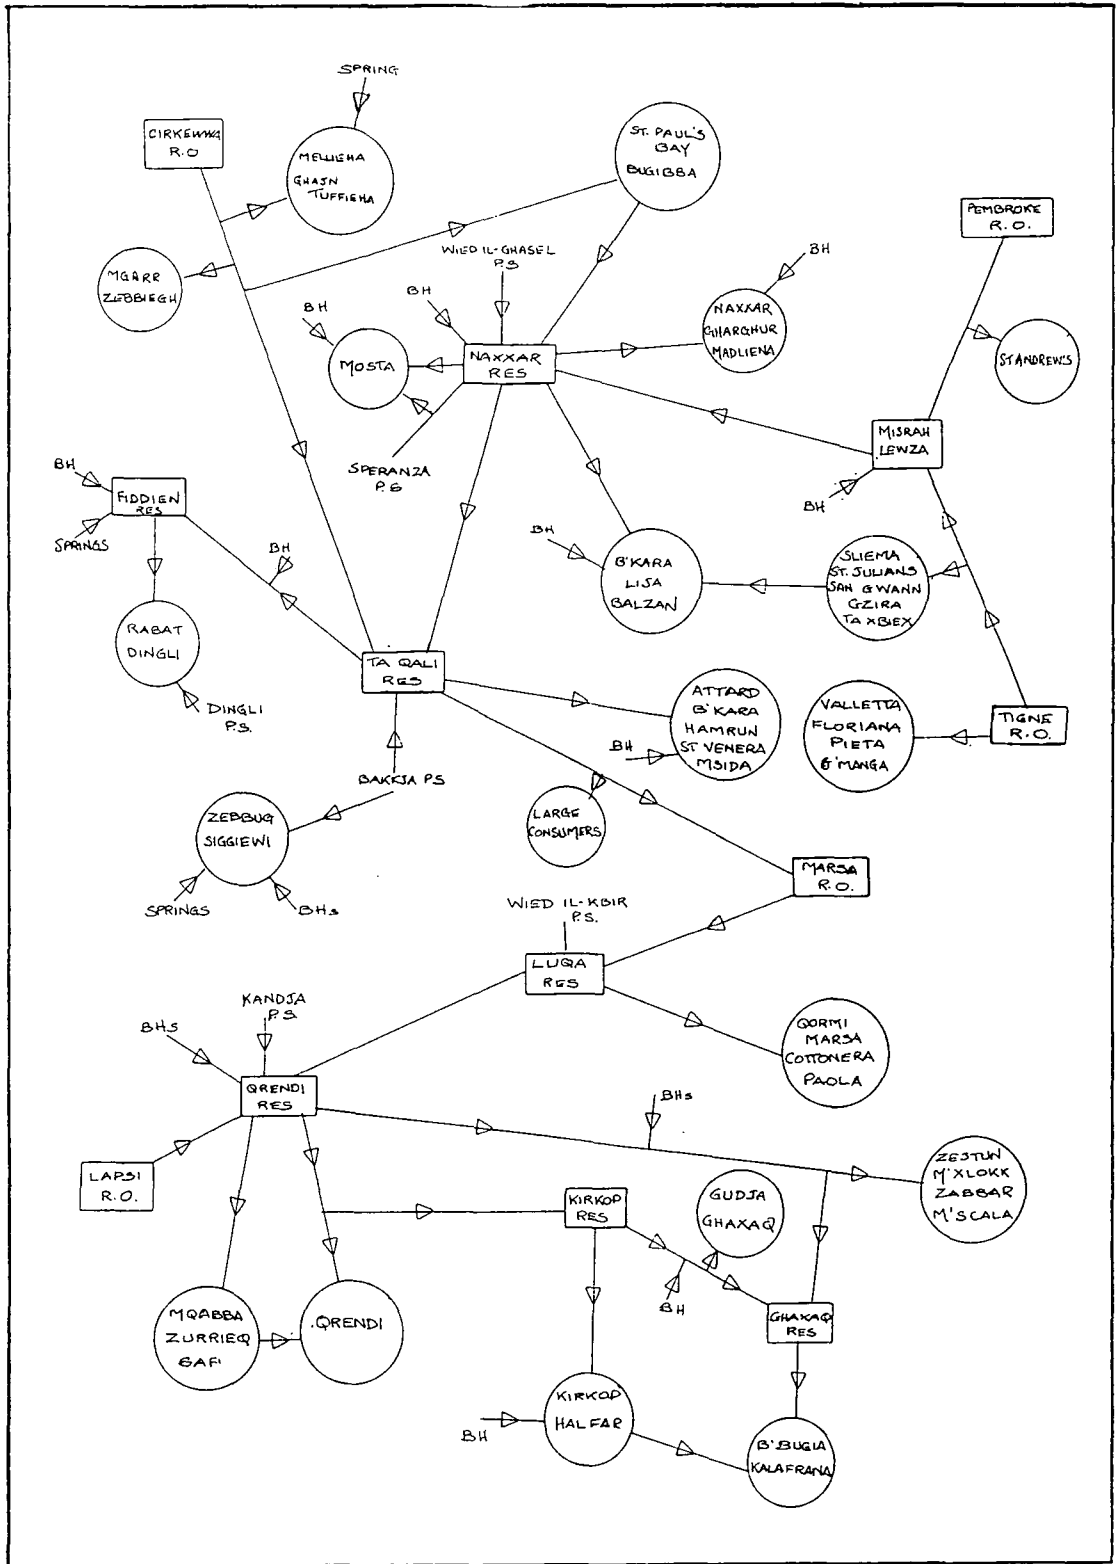 SPRING
CIRKEWWA
R.O
MELLIEHA
GHAJN
TUFFIEHA
ST. PAUL'S
BAY
BUGIBBA
PEMBROKE
R.O.
MGARR
ZEBBIEGH
WIED IL-GHASEL
P.S
BH
BH
BH
NAXXAR
GHARGHUR
MADLIENA
ST ANDREW'S
MOSTA
NAXXAR
RES
MISRAH
LEWZA
BH
SPERANZA
P.S
BH
FIDDIEN
RES
SPRINGS
BH
BH
B'KARA
LIJA
BALZAN
SLIEMA
ST. JULIANS
SAN GWANN
GZIRA
TA XBIEX
RABAT
DINGLI
DINGLI
P.S.
TA QALI
RES
ATTARD
B'KARA
HAMRUN
ST VENERA
MSIDA
BH
VALLETTA
FLORIANA
PIETA
G'MANGA
TIGNE
R.O.
BAKKJA PS
ZEBBUG
SIGGIEWI
SPRINGS
BHs
LARGE
CONSUMERS
MARSA
R.O.
WIED IL-KBIR
P.S.
LUQA
RES
KANDJA
P.S.
BHs
QRENDI
RES
QORMI
MARSA
COTTONERA
PAOLA
BHs
LAPSI
R.O.
KIRKOP
RES
GUDJA
GHAXAQ
ZESTUN
M'XLOKK
ZABBAR
M'SCALA
BH
GHAXAQ
RES
MQABBA
ZURRIEQ
SAFI
.QRENDI
KIRKOP
HALFAR
BH
B'BUGIA
KALAFRANA